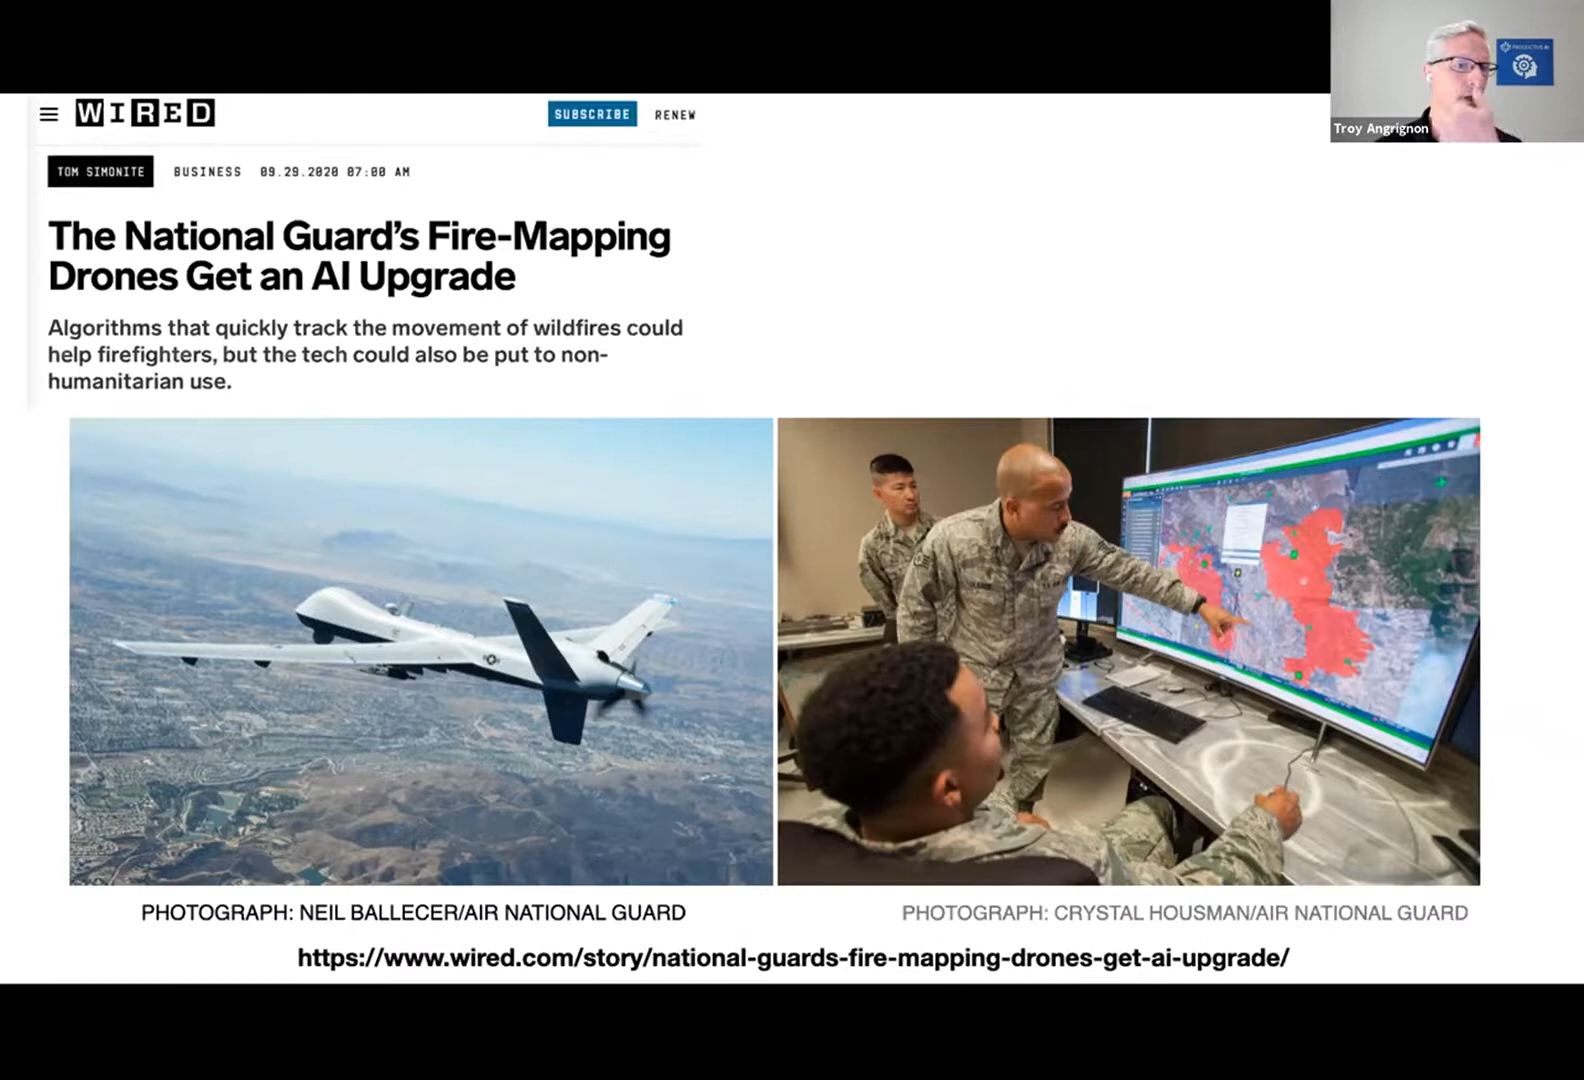 WIRED
SUBSCRIBE
RENEW
TOM SIMONITE
BUSINESS
09.29.2020 07:00 AM
The National Guard’s Fire-Mapping
Drones Get an AI Upgrade
Algorithms that quickly track the movement of wildfires could
help firefighters, but the tech could also be put to non-
humanitarian use.
PHOTOGRAPH: NEIL BALLECER/AIR NATIONAL GUARD
PHOTOGRAPH: CRYSTAL HOUSMAN/AIR NATIONAL GUARD
https://www.wired.com/story/national-guards-fire-mapping-drones-get-ai-upgrade/
PRODUCTIVE AI
Troy Angrignon